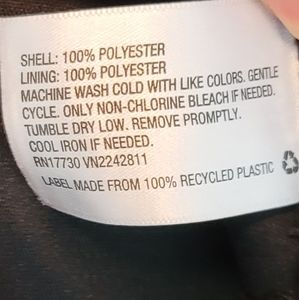 SHELL: 100% POLYESTER
LINING: 100% POLYESTER
MACHINE WASH COLD WITH LIKE COLORS. GENTLE
CYCLE. ONLY NON-CHLORINE BLEACH IF NEEDED.
TUMBLE DRY LOW. REMOVE PROMPTLY.
COOL IRON IF NEEDED.
RN17730 VN2242811
LABEL MADE FROM 100% RECYCLED PLASTIC